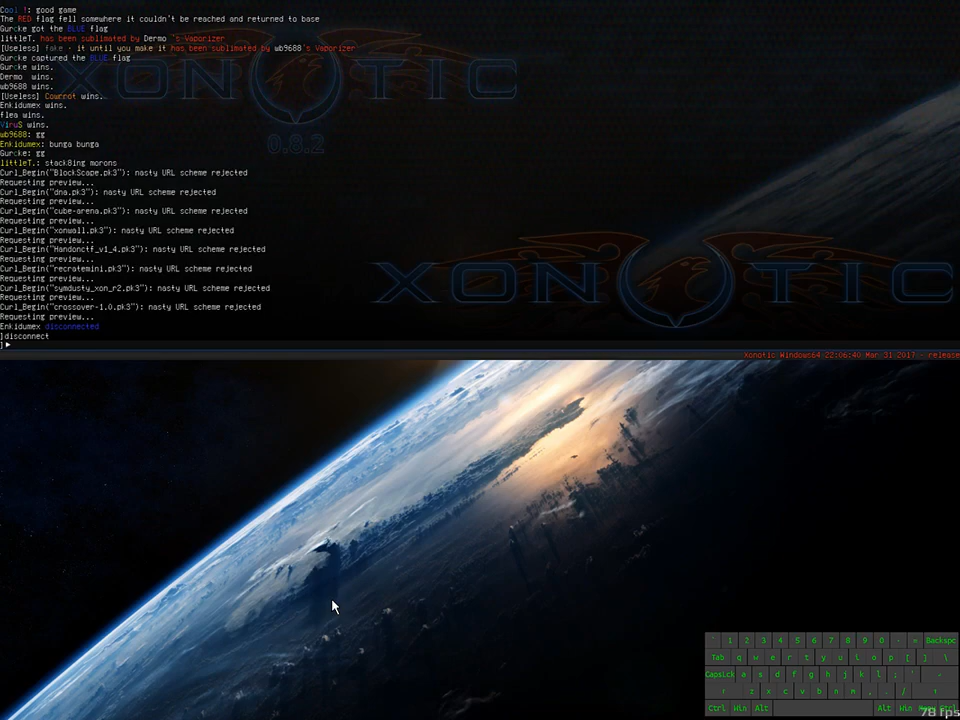 Cool !: good game
The RED flag fell somewhere it couldn't be reached and returned to base
Gurcke got the BLUE flag
littleT. has been sublimated by Dermo 's Vaporizer
[Useless] fake · it until you make it has been sublimated by wb9688's Vaporizer
Gurcke captured the BLUE flag
Gurcke wins.
Dermo  wins.
wb9688 wins.
[Useless] Cowrrot wins.
Enkidumex wins.
flea wins.
ViruS wins.
wb9688: gg
Enkidumex: bunga bunga
Gurcke: gg
littleT.: stack8ing morons
Curl_Begin("BlockScape.pk3"): nasty URL scheme rejected
Requesting preview...
Curl_Begin("dna.pk3"): nasty URL scheme rejected
Requesting preview...
Curl_Begin("cube-arena.pk3"): nasty URL scheme rejected
Requesting preview...
Curl_Begin("xonwall.pk3"): nasty URL scheme rejected
Requesting preview...
Curl_Begin("Handonctf_v1_4.pk3"): nasty URL scheme rejected
Requesting preview...
Curl_Begin("recratemini.pk3"): nasty URL scheme rejected
Requesting preview...
Curl_Begin("symdusty_xon_r2.pk3"): nasty URL scheme rejected
Requesting preview...
Curl_Begin("crossover-1.0.pk3"): nasty URL scheme rejected
Requesting preview...
Enkidumex disconnected
]disconnect
]
XONOTIC
0.8.2
XONOTIC
Xonotic Windows64 22:06:40 Mar 31 2017 - release
` 1 2 3 4 5 6 7 8 9 0 - = Backspc
Tab q w e r t y u i o p [ ] \
CapsLck a s d f g h j k l ; '
z x c v b n m , . /
Ctrl Win Alt Alt Win Menu Ctrl
78 fps